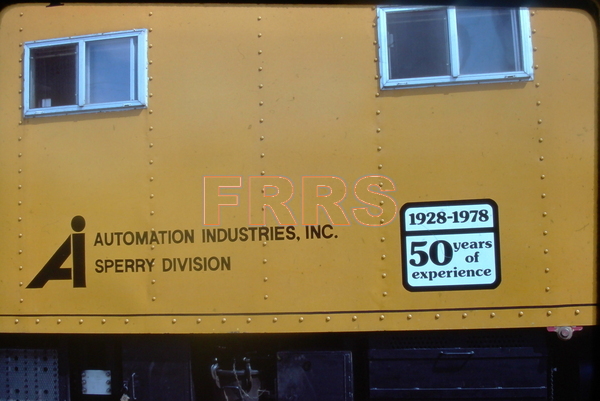 FRRS
AUTOMATION INDUSTRIES, INC.
SPERRY DIVISION
1928-1978
50 years
of
experience
Ai